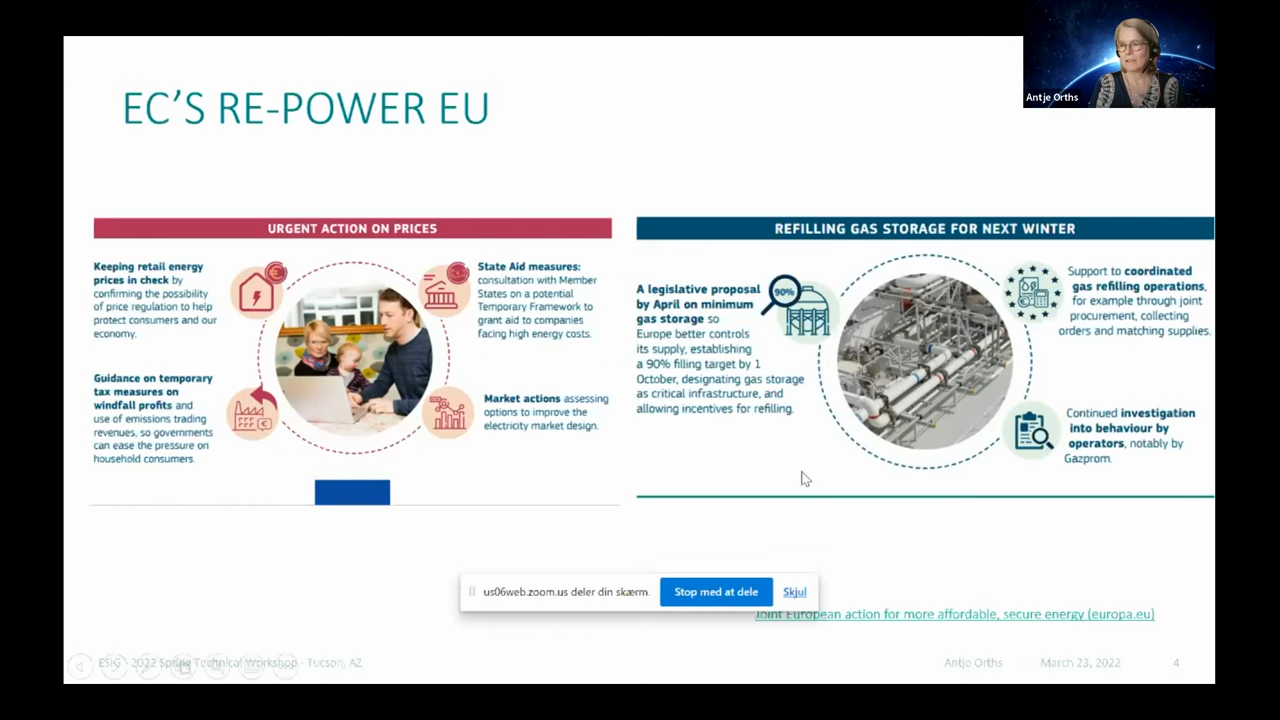 Antje Orths
EC'S RE-POWER EU
URGENT ACTION ON PRICES
Keeping retail energy
prices in check by
confirming the possibility
of price regulation to help
protect consumers and our
economy.
State Aid measures:
consultation with Member
States on a potential
Temporary Framework to
grant aid to companies
facing high energy costs.
Guidance on temporary
tax measures on
windfall profits and
use of emissions trading
revenues, so governments
can ease the pressure on
household consumers.
Market actions assessing
options to improve the
electricity market design.
REFILLING GAS STORAGE FOR NEXT WINTER
A legislative proposal
by April on minimum
gas storage so
Europe better controls
its supply, establishing
a 90% filling target by 1
October, designating gas storage
as critical infrastructure, and
allowing incentives for refilling.
90%
Support to coordinated
gas refilling operations,
for example through joint
procurement, collecting
orders and matching supplies.
Continued investigation
into behaviour by
operators, notably by
Gazprom.
us06web.zoom.us deler din skærm.
Stop med at dele
Skjul
Joint European action for more affordable, secure energy (europa.eu)
ESIG - 2022 Spring Technical Workshop - Tucson, AZ
Antje Orths
March 23, 2022
4